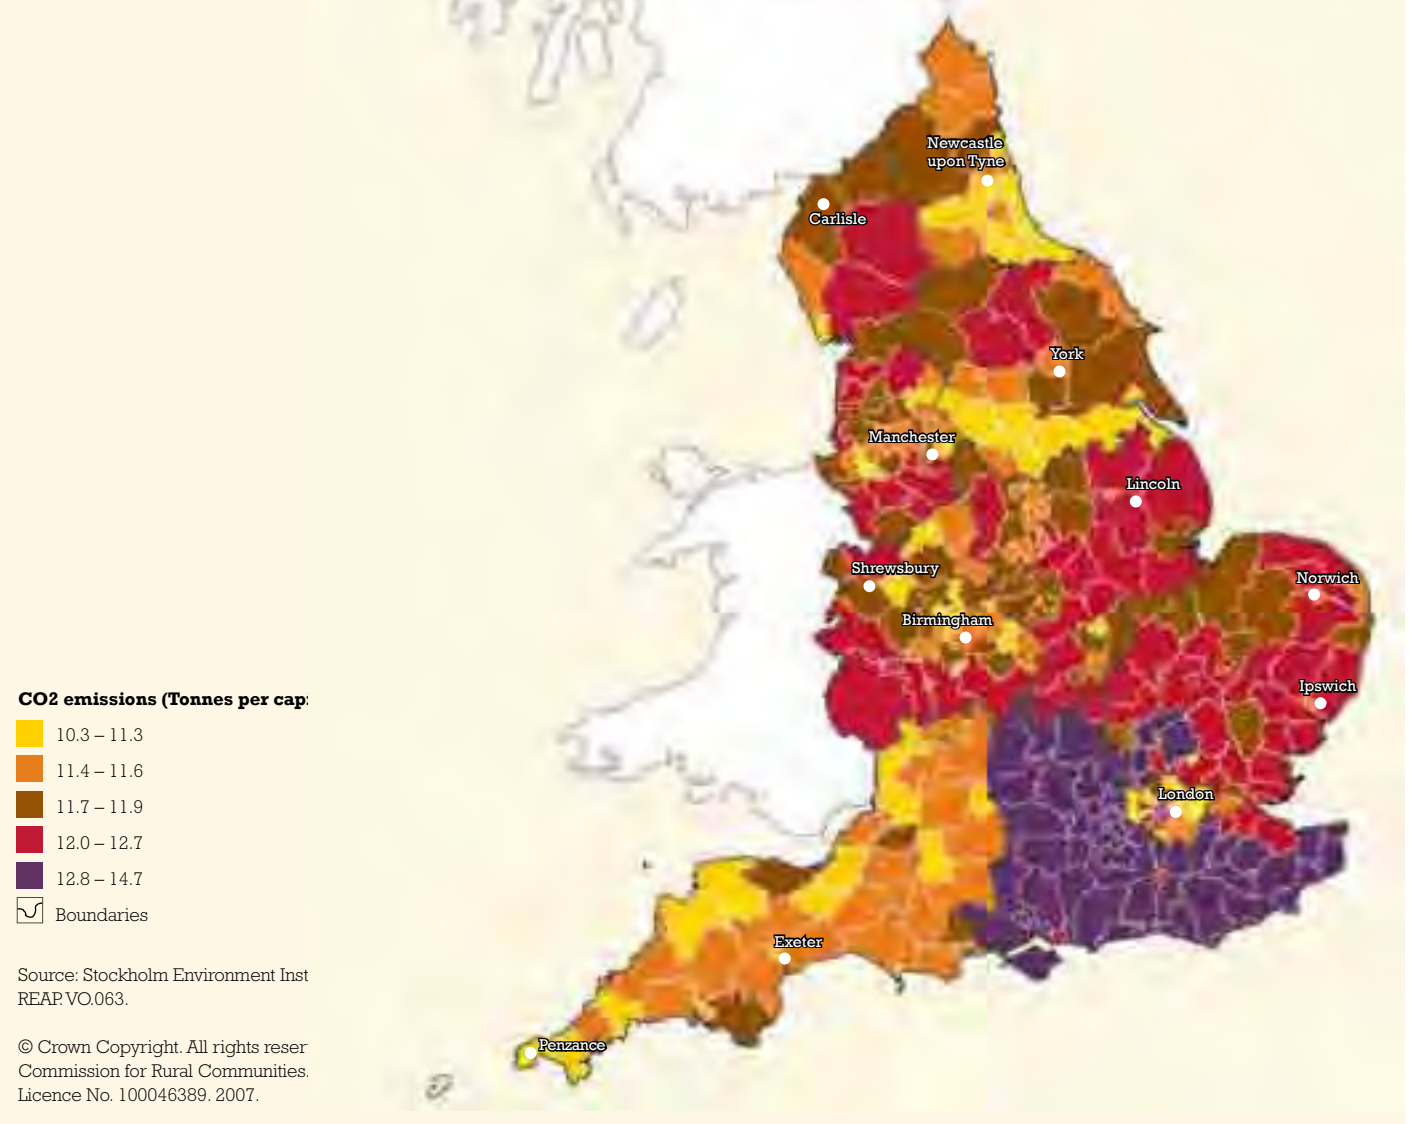 Newcastle
upon Tyne
Carlisle
York
Manchester
Lincoln
Shrewsbury
Norwich
Birmingham
Ipswich
London
Exeter
Penzance
CO2 emissions (Tonnes per cap
10.3 – 11.3
11.4 – 11.6
11.7 – 11.9
12.0 – 12.7
12.8 – 14.7
Boundaries
Source: Stockholm Environment Inst
REAP. VO.063.
© Crown Copyright. All rights reser
Commission for Rural Communities.
Licence No. 100046389. 2007.